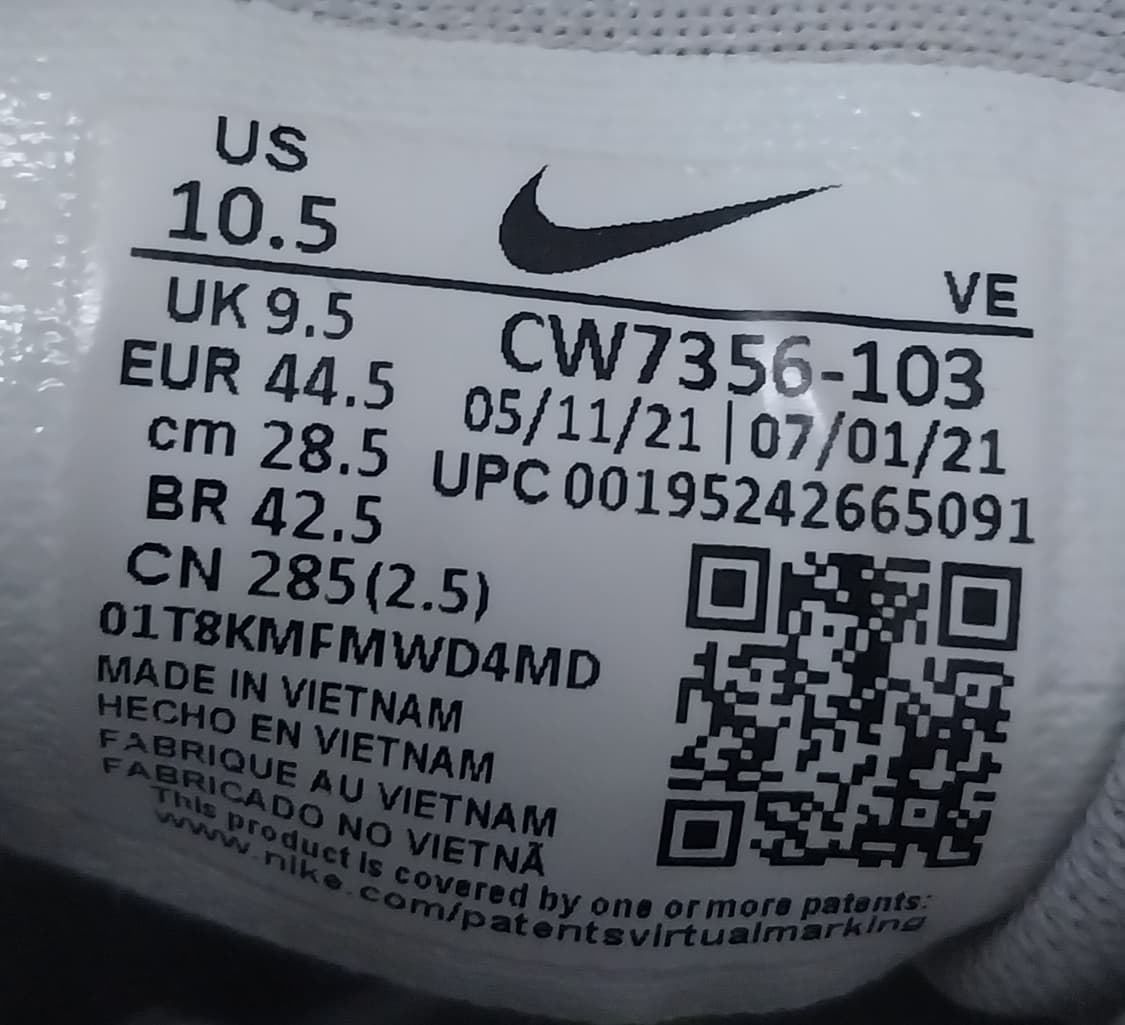 US
10.5
VE
UK 9.5
EUR 44.5
cm 28.5
BR 42.5
CN 285(2.5)
CW7356-103
05/11/21 | 07/01/21
UPC 00195242665091
01T8KMFMWD4MD
MADE IN VIETNAM
HECHO EN VIETNAM
FABRIQUE AU VIETNAM
FABRICADO NO VIETNÃ
This product is covered by one or more patents:
www.nike.com/patentsvirtualmarking